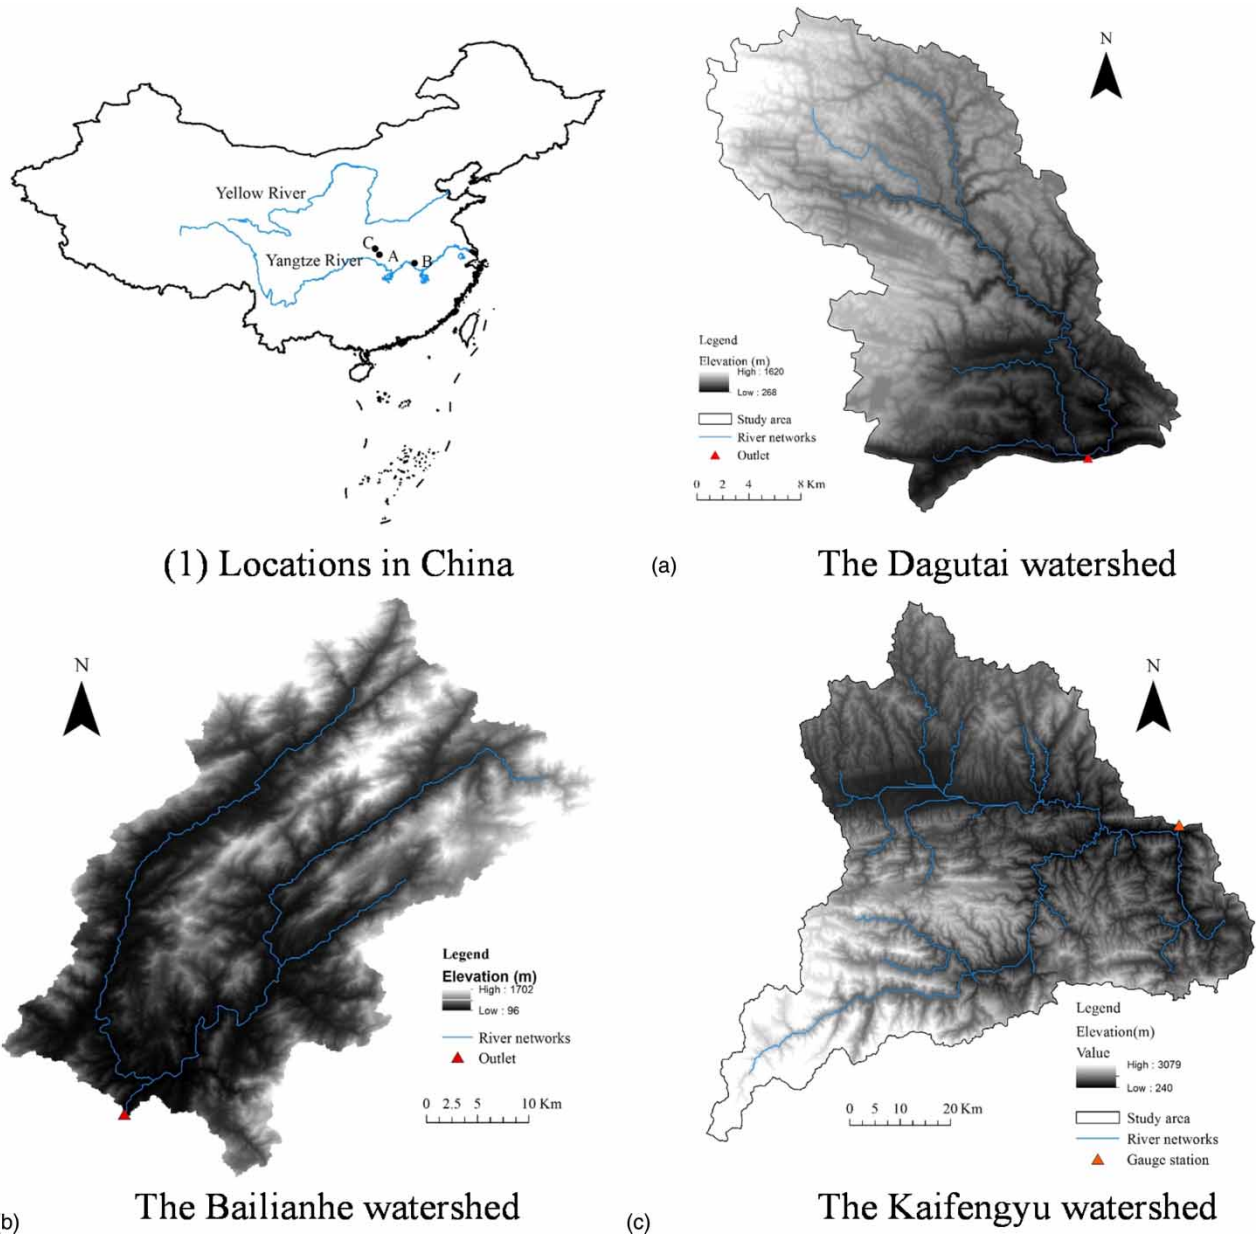 Yellow River
Yangtze River
C
A
B
(1) Locations in China
N
Legend
Elevation (m)
High : 1620
Low : 268
Study area
River networks
Outlet
0 2 4 8 Km
(a)
The Dagutai watershed
N
Legend
Elevation (m)
High : 1702
Low : 96
River networks
Outlet
0 2.5 5 10 Km
b)
The Bailianhe watershed
N
Legend
Elevation(m)
Value
High : 3079
Low : 240
Study area
River networks
Gauge station
0 5 10 20 Km
(c)
The Kaifengyu watershed